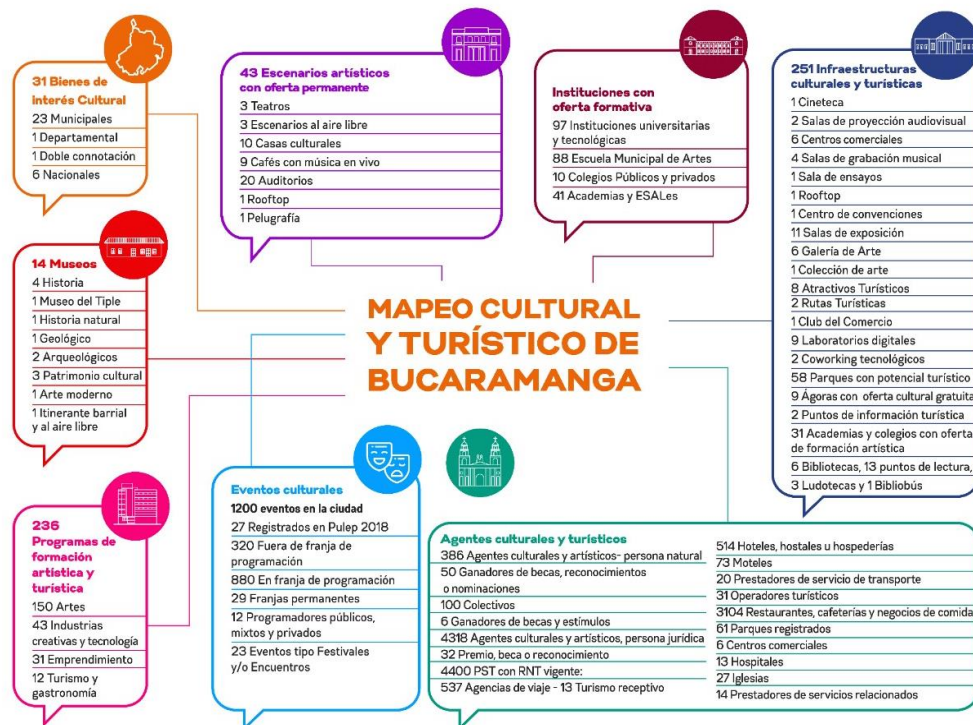 31 Bienes de
Interés Cultural
23 Municipales
1 Departamental
1 Doble connotación
6 Nacionales
43 Escenarios artísticos
con oferta permanente
3 Teatros
3 Escenarios al aire libre
10 Casas culturales
9 Cafés con música en vivo
20 Auditorios
1 Rooftop
1 Pelugrafía
Instituciones con
oferta formativa
97 Instituciones universitarias
y tecnológicas
88 Escuela Municipal de Artes
10 Colegios Públicos y privados
41 Academias y ESALes
251 Infraestructuras
culturales y turísticas
1 Cineteca
2 Salas de proyección audiovisual
6 Centros comerciales
4 Salas de grabación musical
1 Sala de ensayos
1 Rooftop
1 Centro de convenciones
11 Salas de exposición
6 Galería de Arte
1 Colección de arte
8 Atractivos Turísticos
2 Rutas Turísticas
1 Club del Comercio
9 Laboratorios digitales
2 Coworking tecnológicos
58 Parques con potencial turístico
9 Ágoras con oferta cultural gratuita
2 Puntos de información turística
31 Academias y colegios con oferta
de formación artística
6 Bibliotecas, 13 puntos de lectura,
3 Ludotecas y 1 Bibliobús
14 Museos
4 Historia
1 Museo del Tiple
1 Historia natural
1 Geológico
2 Arqueológicos
3 Patrimonio cultural
1 Arte moderno
1 Itinerante barrial
y al aire libre
MAPEO CULTURAL
Y TURÍSTICO DE
BUCARAMANGA
236
Programas de
formación
artística y
turística
150 Artes
43 Industrias
creativas y tecnología
31 Emprendimiento
12 Turismo y
gastronomía
Eventos culturales
1200 eventos en la ciudad
27 Registrados en Pulep 2018
320 Fuera de franja de
programación
880 En franja de programación
29 Franjas permanentes
12 Programadores públicos,
mixtos y privados
23 Eventos tipo Festivales
y/o Encuentros
Agentes culturales y turísticos
386 Agentes culturales y artísticos- persona natural
50 Ganadores de becas, reconocimientos
o nominaciones
100 Colectivos
6 Ganadores de becas y estímulos
4318 Agentes culturales y artísticos, persona jurídica
32 Premio, beca o reconocimiento
4400 PST con RNT vigente:
537 Agencias de viaje - 13 Turismo receptivo
514 Hoteles, hostales u hospederías
73 Moteles
20 Prestadores de servicio de transporte
31 Operadores turísticos
3104 Restaurantes, cafeterías y negocios de comida
61 Parques registrados
6 Centros comerciales
13 Hospitales
27 Iglesias
14 Prestadores de servicios relacionados